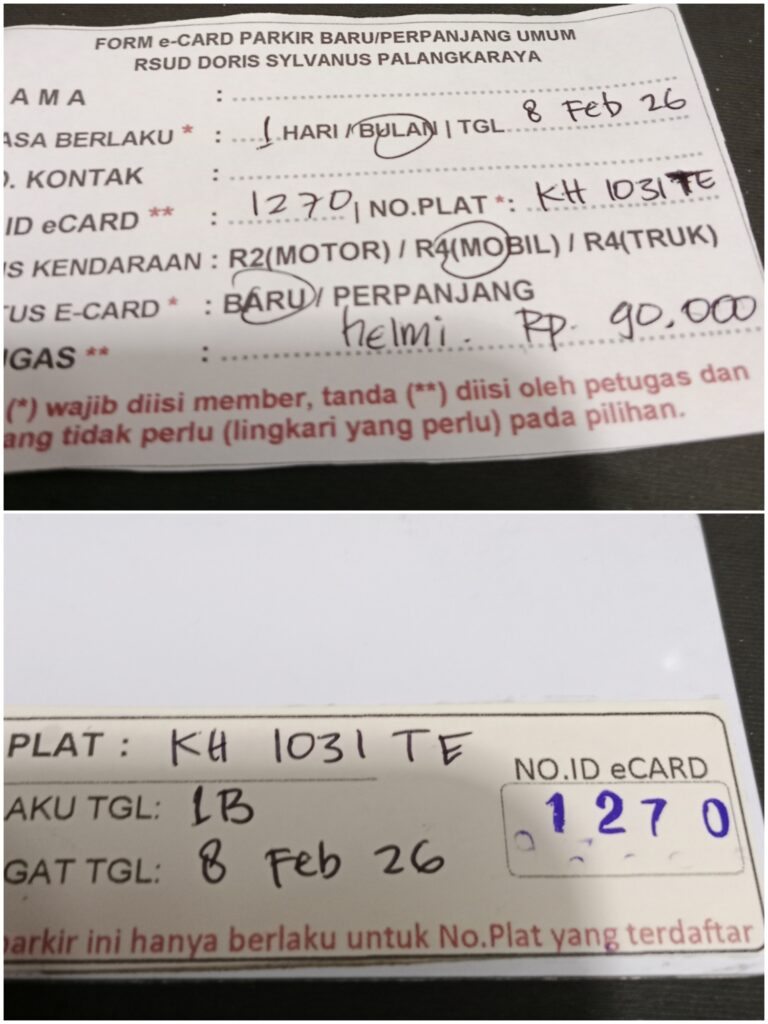 FORM e-CARD PARKIR BARU/PERPANJANG UMUM
RSUD DORIS SYLVANUS PALANGKARAYA
AMA :
ASA BERLAKU * : 1 HARI / BULAN | TGL 8 Feb 26
. KONTAK :
ID eCARD ** : 1270 | NO.PLAT * : KH 1031 TE
S KENDARAAN : R2(MOTOR) / R4(MOBIL) / R4(TRUK)
US E-CARD * : BARU / PERPANJANG
GAS ** : helmi. Rp. 90.000
(*) wajib diisi member, tanda (**) diisi oleh petugas dan
ang tidak perlu (lingkari yang perlu) pada pilihan.
PLAT : KH 1031 TE
NO.ID eCARD
AKU TGL: 1B
1270
GAT TGL: 8 Feb 26
parkir ini hanya berlaku untuk No.Plat yang terdaftar